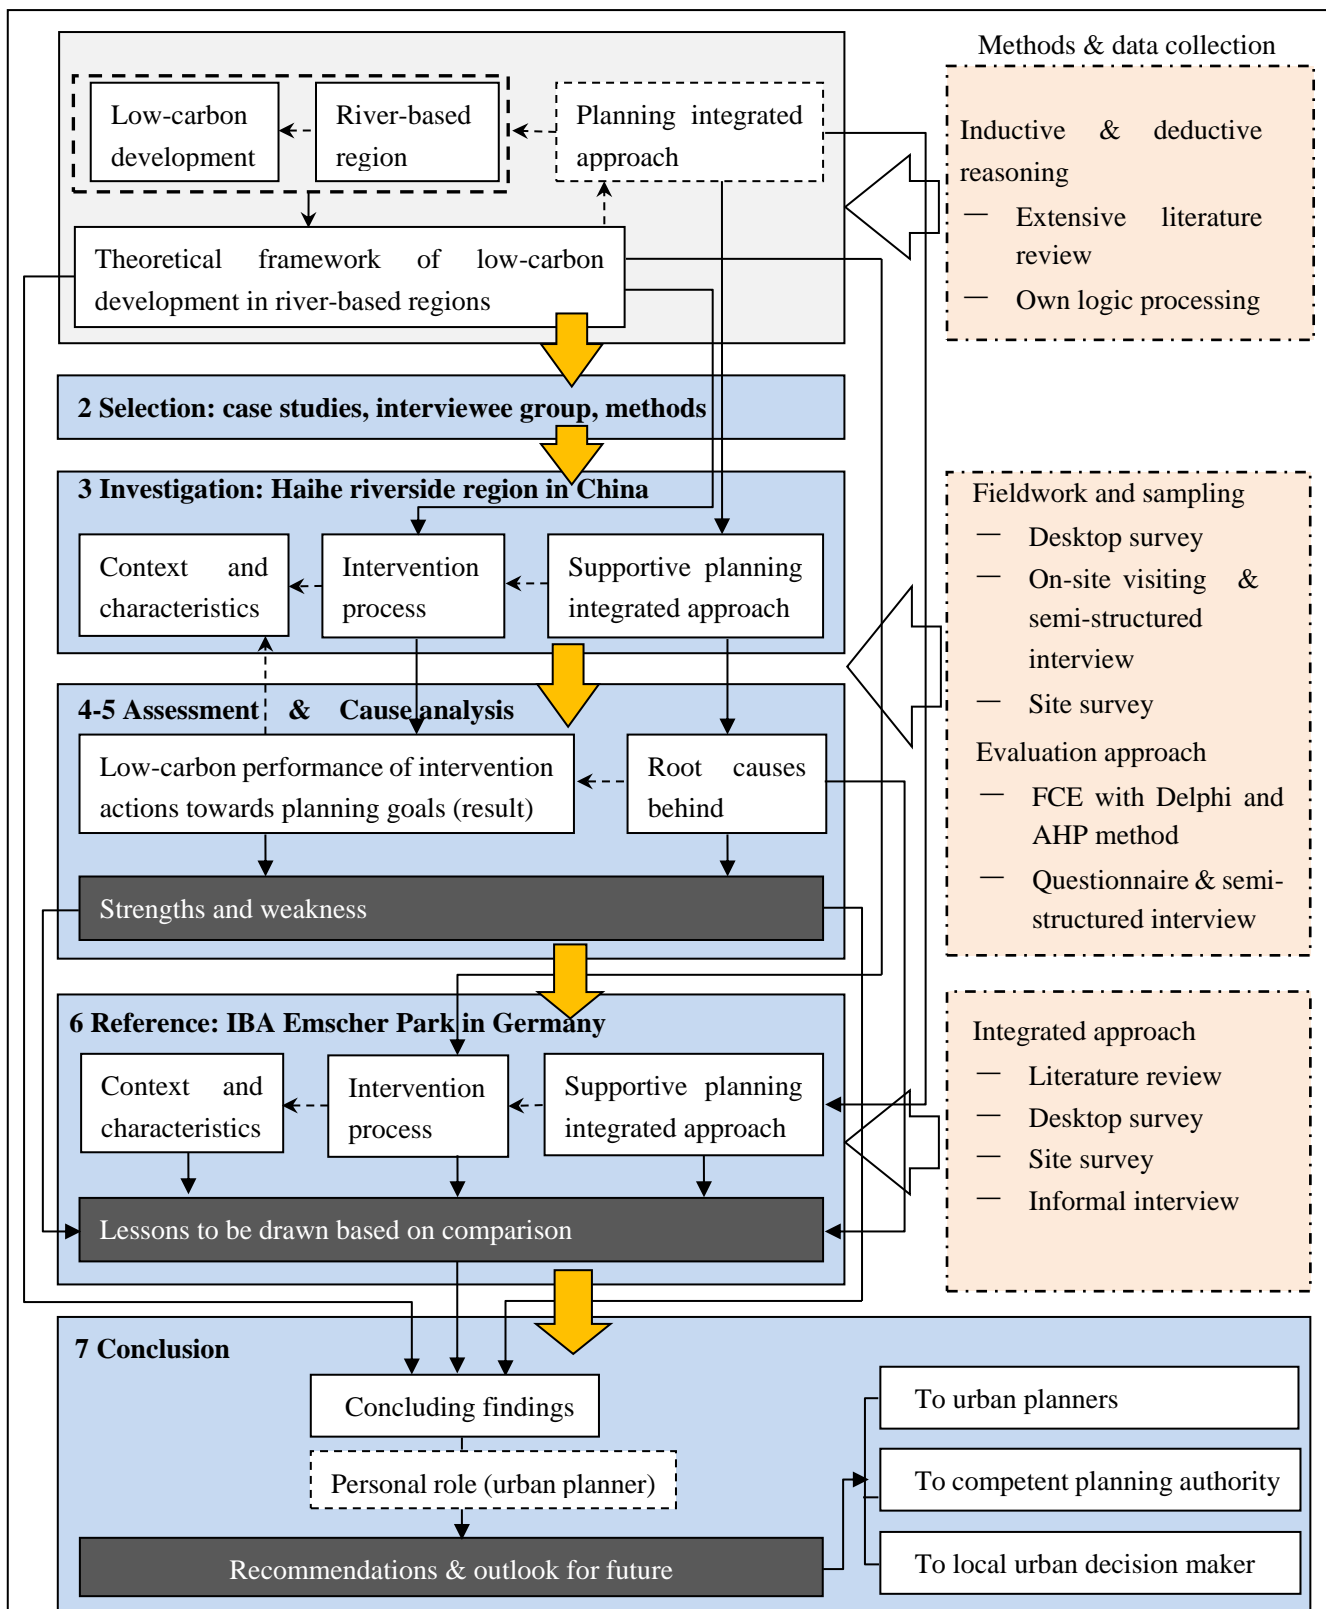 Methods & data collection
Low-carbon
development
River-based
region
Planning integrated
approach
Inductive & deductive
reasoning
— Extensive literature
review
— Own logic processing
Theoretical framework of low-carbon
development in river-based regions
2 Selection: case studies, interviewee group, methods
3 Investigation: Haihe riverside region in China
Context and
characteristics
Intervention
process
Supportive planning
integrated approach
Fieldwork and sampling
— Desktop survey
— On-site visiting &
semi-structured
interview
— Site survey
Evaluation approach
— FCE with Delphi and
AHP method
— Questionnaire & semi-
structured interview
4-5 Assessment & Cause analysis
Low-carbon performance of intervention
actions towards planning goals (result)
Root causes
behind
Strengths and weakness
6 Reference: IBA Emscher Park in Germany
Context and
characteristics
Intervention
process
Supportive planning
integrated approach
Integrated approach
— Literature review
— Desktop survey
— Site survey
— Informal interview
Lessons to be drawn based on comparison
7 Conclusion
Concluding findings
Personal role (urban planner)
Recommendations & outlook for future
To urban planners
To competent planning authority
To local urban decision maker